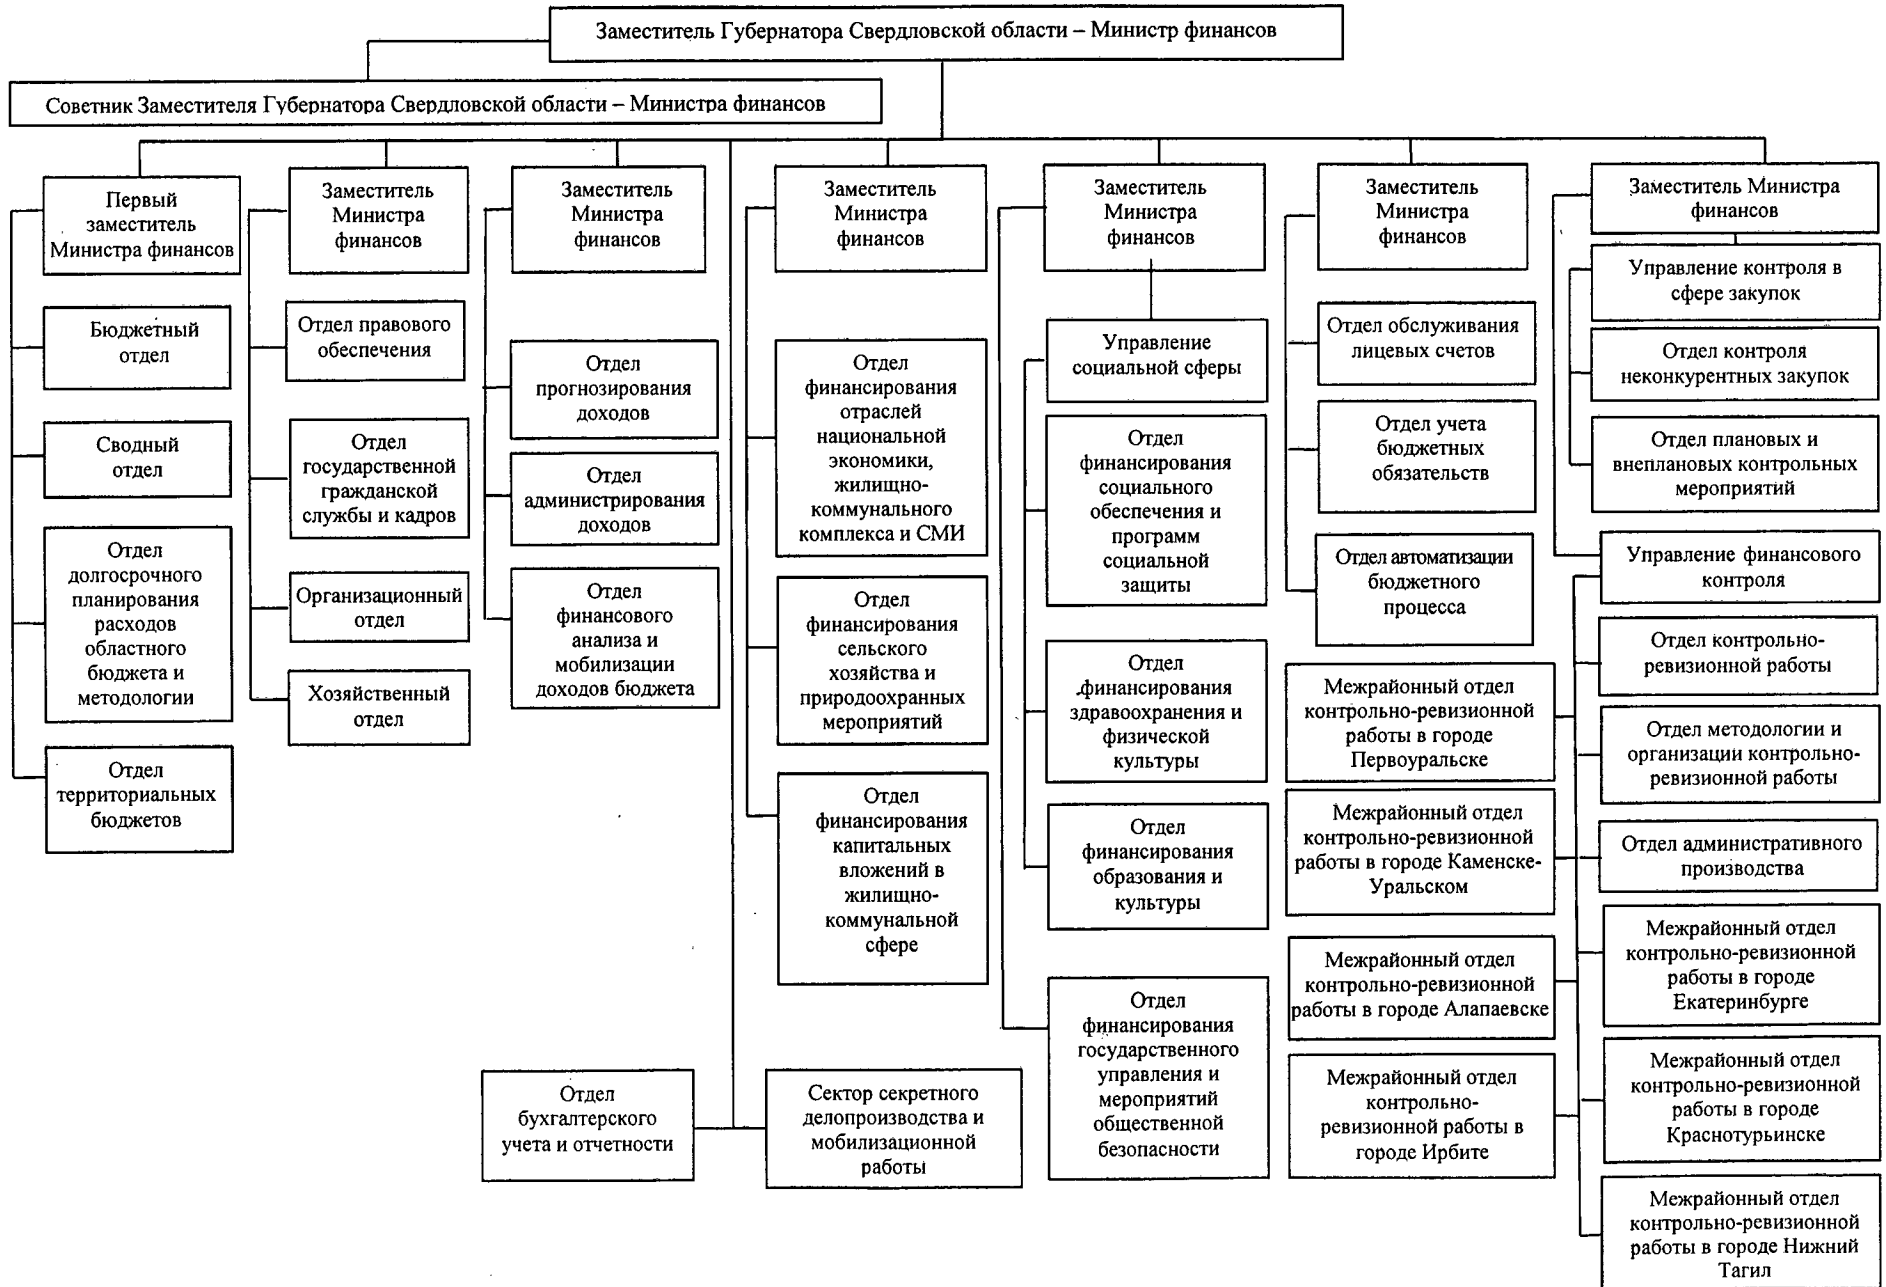 Заместитель Губернатора Свердловской области – Министр финансов
Советник Заместителя Губернатора Свердловской области – Министра финансов
Первый
заместитель
Министра финансов
Бюджетный
отдел
Сводный
отдел
Отдел
долгосрочного
планирования
расходов
областного
бюджета и
методологии
Отдел
территориальных
бюджетов
Заместитель
Министра
финансов
Отдел правового
обеспечения
Отдел
государственной
гражданской
службы и кадров
Организационный
отдел
Хозяйственный
отдел
Заместитель
Министра
финансов
Отдел
прогнозирования
доходов
Отдел
администрирования
доходов
Отдел
финансового
анализа и
мобилизации
доходов бюджета
Отдел
бухгалтерского
учета и отчетности
Сектор секретного
делопроизводства и
мобилизационной
работы
Заместитель
Министра
финансов
Отдел
финансирования
отраслей
национальной
экономики,
жилищно-
коммунального
комплекса и СМИ
Отдел
финансирования
сельского
хозяйства и
природоохранных
мероприятий
Отдел
финансирования
капитальных
вложений в
жилищно-
коммунальной
сфере
Заместитель
Министра
финансов
Управление
социальной сферы
Отдел
финансирования
социального
обеспечения и
программ
социальной
защиты
Отдел
финансирования
здравоохранения и
физической
культуры
Отдел
финансирования
образования и
культуры
Отдел
финансирования
государственного
управления и
мероприятий
общественной
безопасности
Заместитель
Министра
финансов
Отдел обслуживания
лицевых счетов
Отдел учета
бюджетных
обязательств
Отдел автоматизации
бюджетного
процесса
Межрайонный отдел
контрольно-ревизионной
работы в городе
Первоуральске
Межрайонный отдел
контрольно-ревизионной
работы в городе Каменске-
Уральском
Межрайонный отдел
контрольно-ревизионной
работы в городе Алапаевске
Межрайонный отдел
контрольно-
ревизионной работы в
городе Ирбите
Заместитель Министра
финансов
Управление контроля в
сфере закупок
Отдел контроля
неконкурентных закупок
Отдел плановых и
внеплановых контрольных
мероприятий
Управление финансового
контроля
Отдел контрольно-
ревизионной работы
Отдел методологии и
организации контрольно-
ревизионной работы
Отдел административного
производства
Межрайонный отдел
контрольно-ревизионной
работы в городе
Екатеринбурге
Межрайонный отдел
контрольно-ревизионной
работы в городе
Краснотурьинске
Межрайонный отдел
контрольно-ревизионной
работы в городе Нижний
Тагил